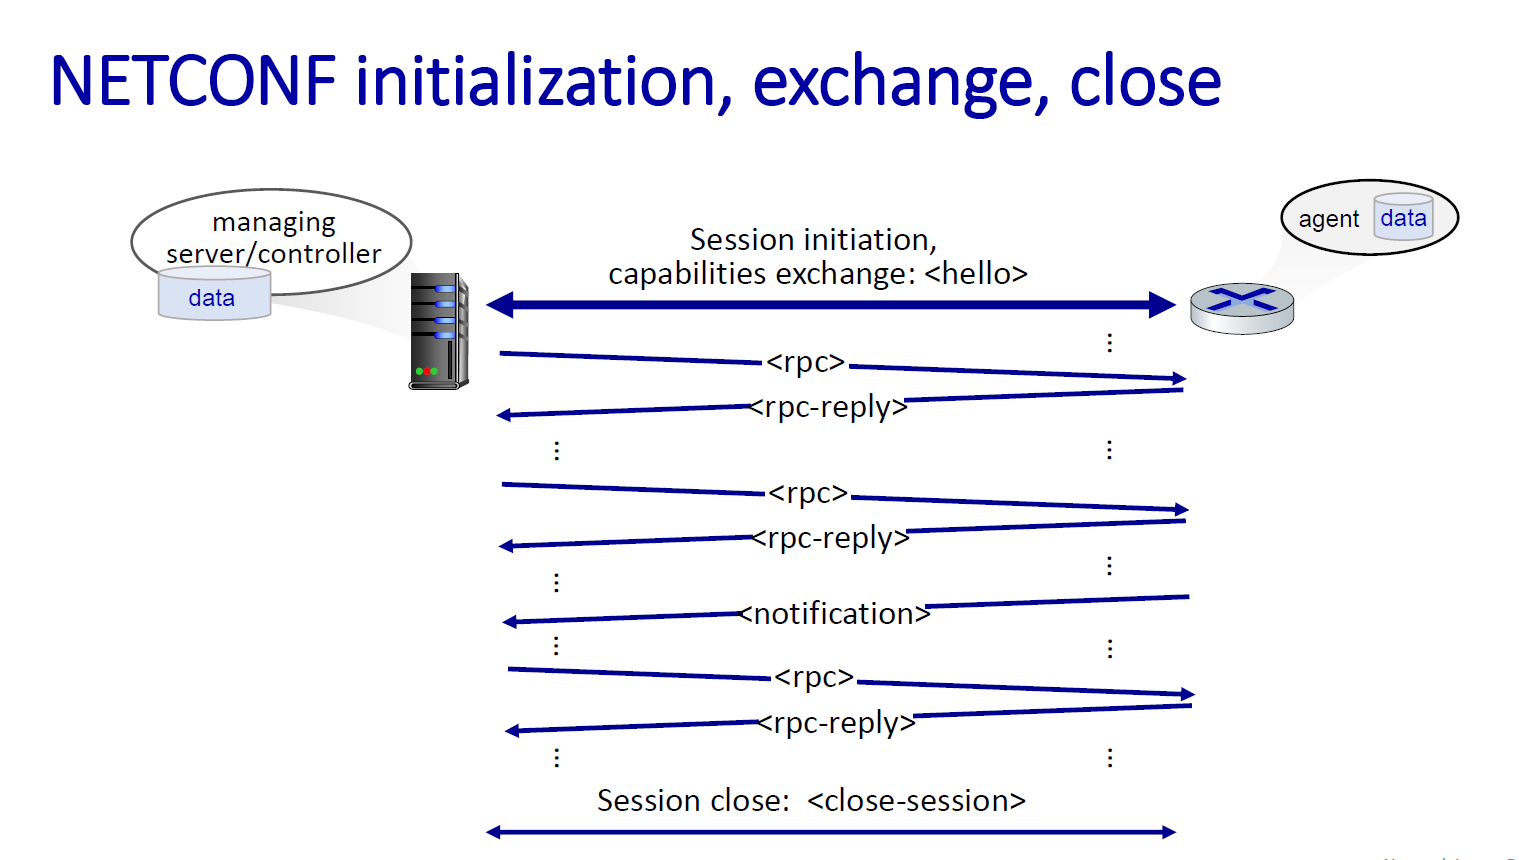 NETCONF initialization, exchange, close
managing
server/controller
data
agent
data
Session initiation,
capabilities exchange: <hello>
<rpc>
<rpc-reply>
<rpc>
<rpc-reply>
<notification>
<rpc>
<rpc-reply>
Session close: <close-session>